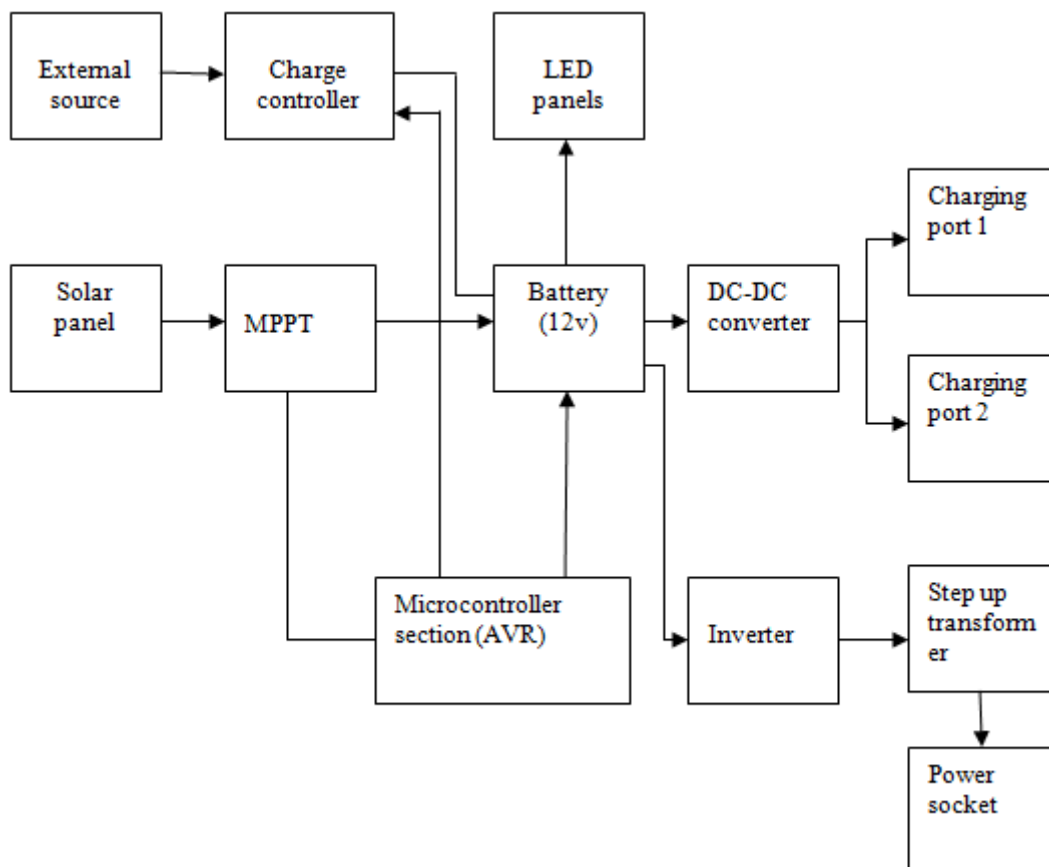 External
source
Charge
controller
LED
panels
Charging
port 1
Solar
panel
MPPT
Battery
(12v)
DC-DC
converter
Charging
port 2
Microcontroller
section (AVR)
Inverter
Step up
transform
er
Power
socket